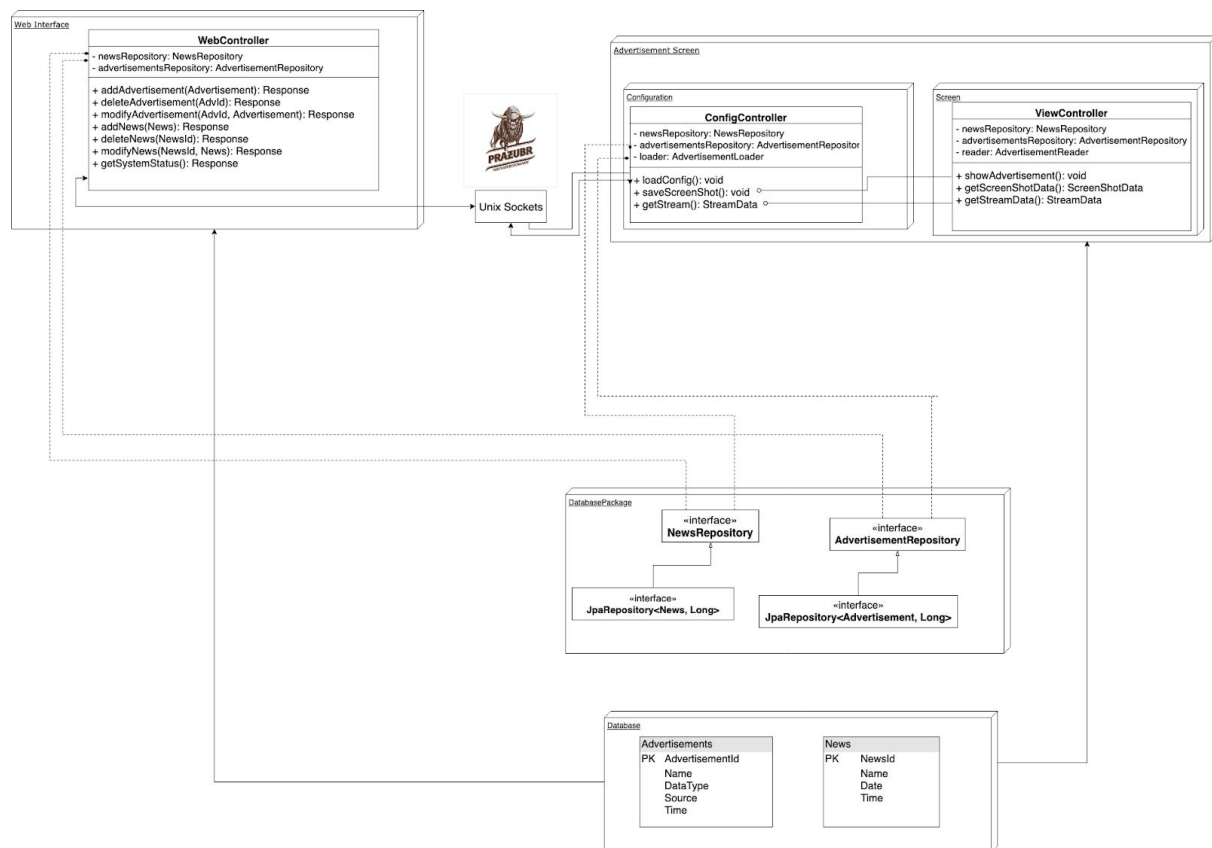 Web Interface
WebController
- newsRepository: NewsRepository
- advertisementsRepository: AdvertisementRepository
+ addAdvertisement(Advertisement): Response
+ deleteAdvertisement(AdvId): Response
+ modifyAdvertisement(AdvId, Advertisement): Response
+ addNews(News): Response
+ deleteNews(NewsId): Response
+ modifyNews(NewsId, News): Response
+ getSystemStatus(): Response
PRAZUBR
Unix Sockets
Advertisement Screen
Configuration
ConfigController
- newsRepository: NewsRepository
- advertisementsRepository: AdvertisementRepositor
- loader: AdvertisementLoader
+ loadConfig(): void
+ saveScreenShot(): void
+ getStream(): StreamData
Screen
ViewController
- newsRepository: NewsRepository
- advertisementsRepository: AdvertisementRepository
- reader: AdvertisementReader
+ showAdvertisement(): void
+ getScreenShotData(): ScreenShotData
+ getStreamData(): StreamData
DatabasePackage
«interface»
NewsRepository
«interface»
AdvertisementRepository
«interface»
JpaRepository<News, Long>
«interface»
JpaRepository<Advertisement, Long>
Database
Advertisements
PK AdvertisementId
Name
DataType
Source
Time
News
PK NewsId
Name
Date
Time